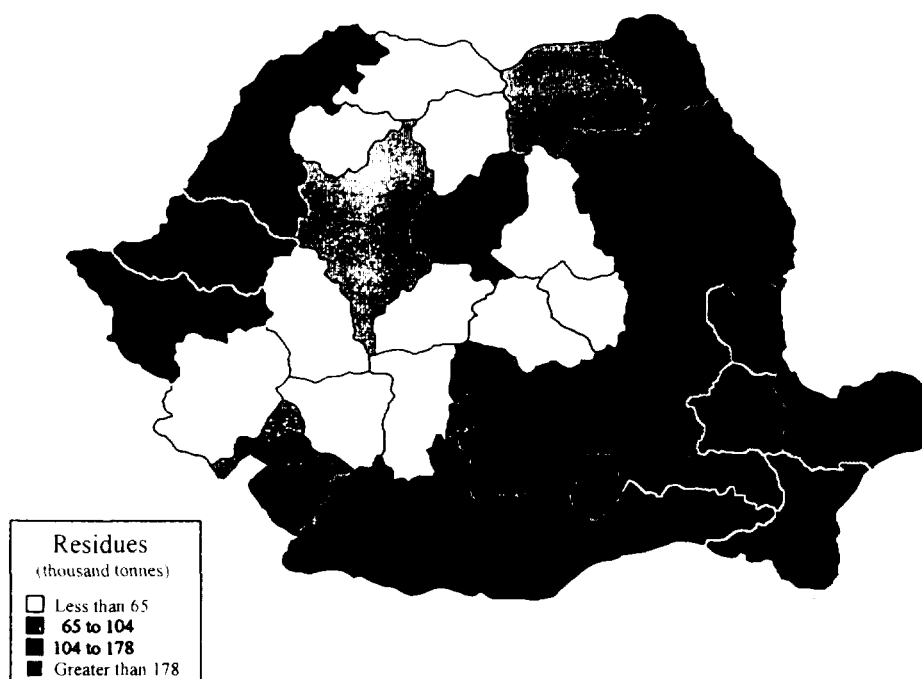 Residues
(thousand tonnes)
Less than 65
65 to 104
104 to 178
Greater than 178